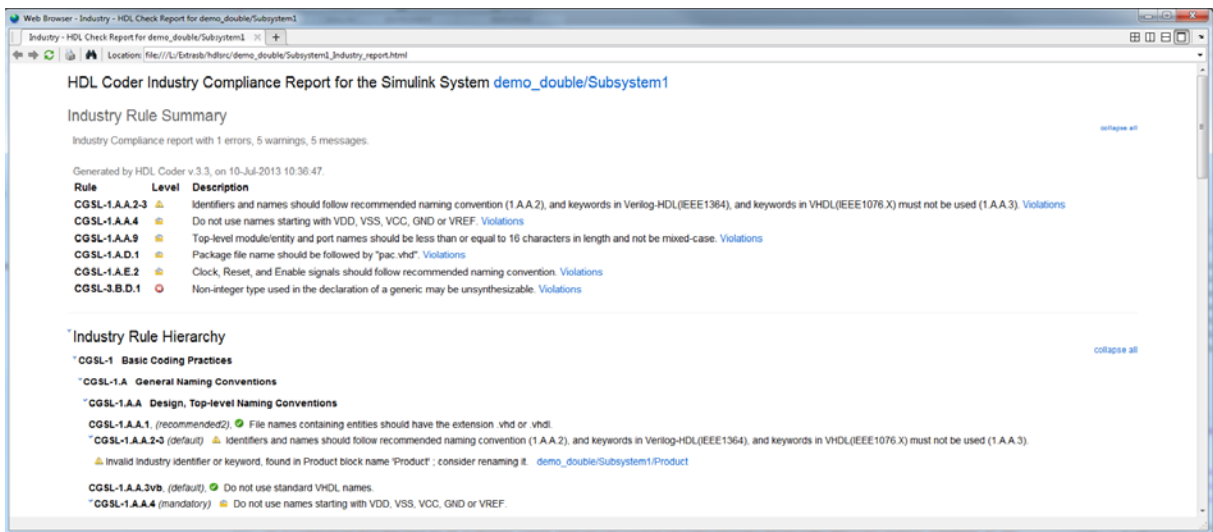 Web Browser - Industry - HDL Check Report for demo_double/Subsystem1
Industry - HDL Check Report for demo_double/Subsystem1
Location: file:///L:/Extrasb/hdlsrc/demo_double/Subsystem1_Industry_report.html
HDL Coder Industry Compliance Report for the Simulink System demo_double/Subsystem1
Industry Rule Summary
collapse all
Industry Compliance report with 1 errors, 5 warnings, 5 messages.
Generated by HDL Coder v.3.3, on 10-Jul-2013 10:36:47.
Rule Level Description
CGSL-1.A.A.2-3 Identifiers and names should follow recommended naming convention (1.A.A.2), and keywords in Verilog-HDL(IEEE1364), and keywords in VHDL(IEEE1076.X) must not be used (1.A.A.3). Violations
CGSL-1.A.A.4 Do not use names starting with VDD, VSS, VCC, GND or VREF. Violations
CGSL-1.A.A.9 Top-level module/entity and port names should be less than or equal to 16 characters in length and not be mixed-case. Violations
CGSL-1.A.D.1 Package file name should be followed by "pac.vhd". Violations
CGSL-1.A.E.2 Clock, Reset, and Enable signals should follow recommended naming convention. Violations
CGSL-3.B.D.1 Non-integer type used in the declaration of a generic may be unsynthesizable. Violations
Industry Rule Hierarchy
collapse all
CGSL-1 Basic Coding Practices
CGSL-1.A General Naming Conventions
CGSL-1.A.A Design, Top-level Naming Conventions
CGSL-1.A.A.1, (recommended2), File names containing entities should have the extension .vhd or .vhdl.
CGSL-1.A.A.2-3 (default) Identifiers and names should follow recommended naming convention (1.A.A.2), and keywords in Verilog-HDL(IEEE1364), and keywords in VHDL(IEEE1076.X) must not be used (1.A.A.3).
Invalid Industry identifier or keyword, found in Product block name 'Product' ; consider renaming it. demo_double/Subsystem1/Product
CGSL-1.A.A.3vb, (default), Do not use standard VHDL names.
CGSL-1.A.A.4 (mandatory) Do not use names starting with VDD, VSS, VCC, GND or VREF.